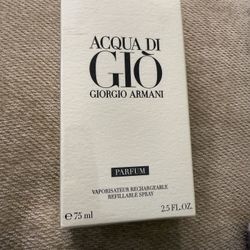 ACQUA DI
GIÒ
GIORGIO ARMANI
PARFUM
VAPORISATEUR RECHARGEABLE
REFILLABLE SPRAY
e 75 ml 2.5 FL.OZ.